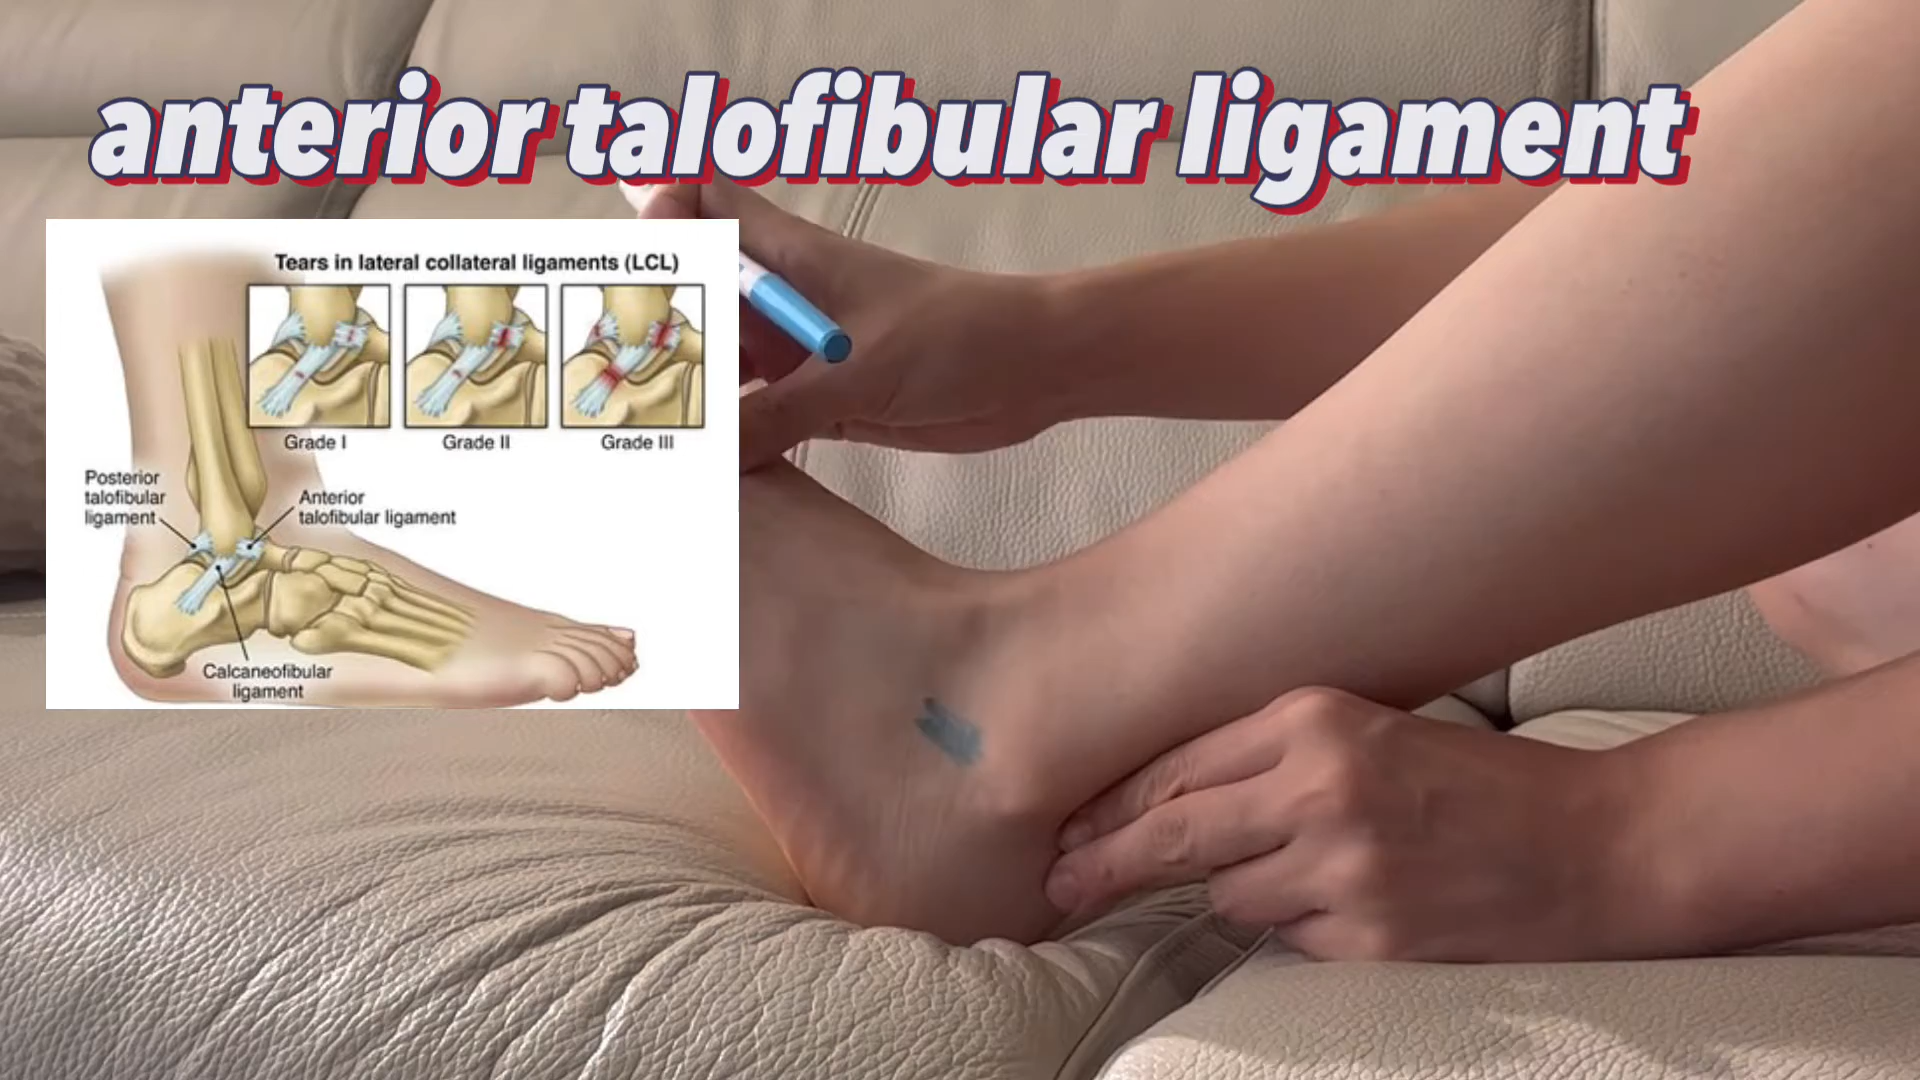 anterior talofibular ligament
Tears in lateral collateral ligaments (LCL)
Grade I
Grade II
Grade III
Posterior
talofibular
ligament
Anterior
talofibular ligament
Calcaneofibular
ligament